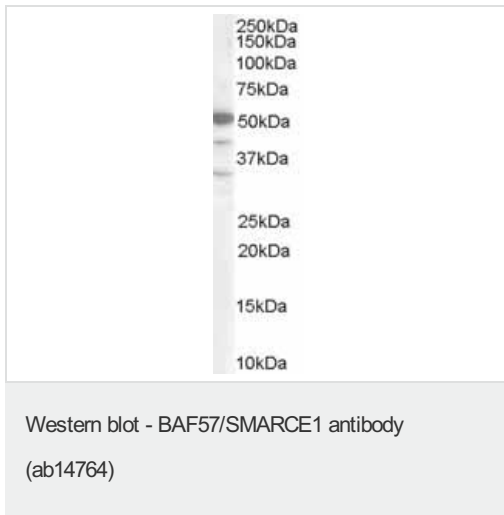 250kDa
150kDa
100kDa
75kDa
50kDa
37kDa
25kDa
20kDa
15kDa
10kDa
Western blot - BAF57/SMARCE1 antibody
(ab14764)